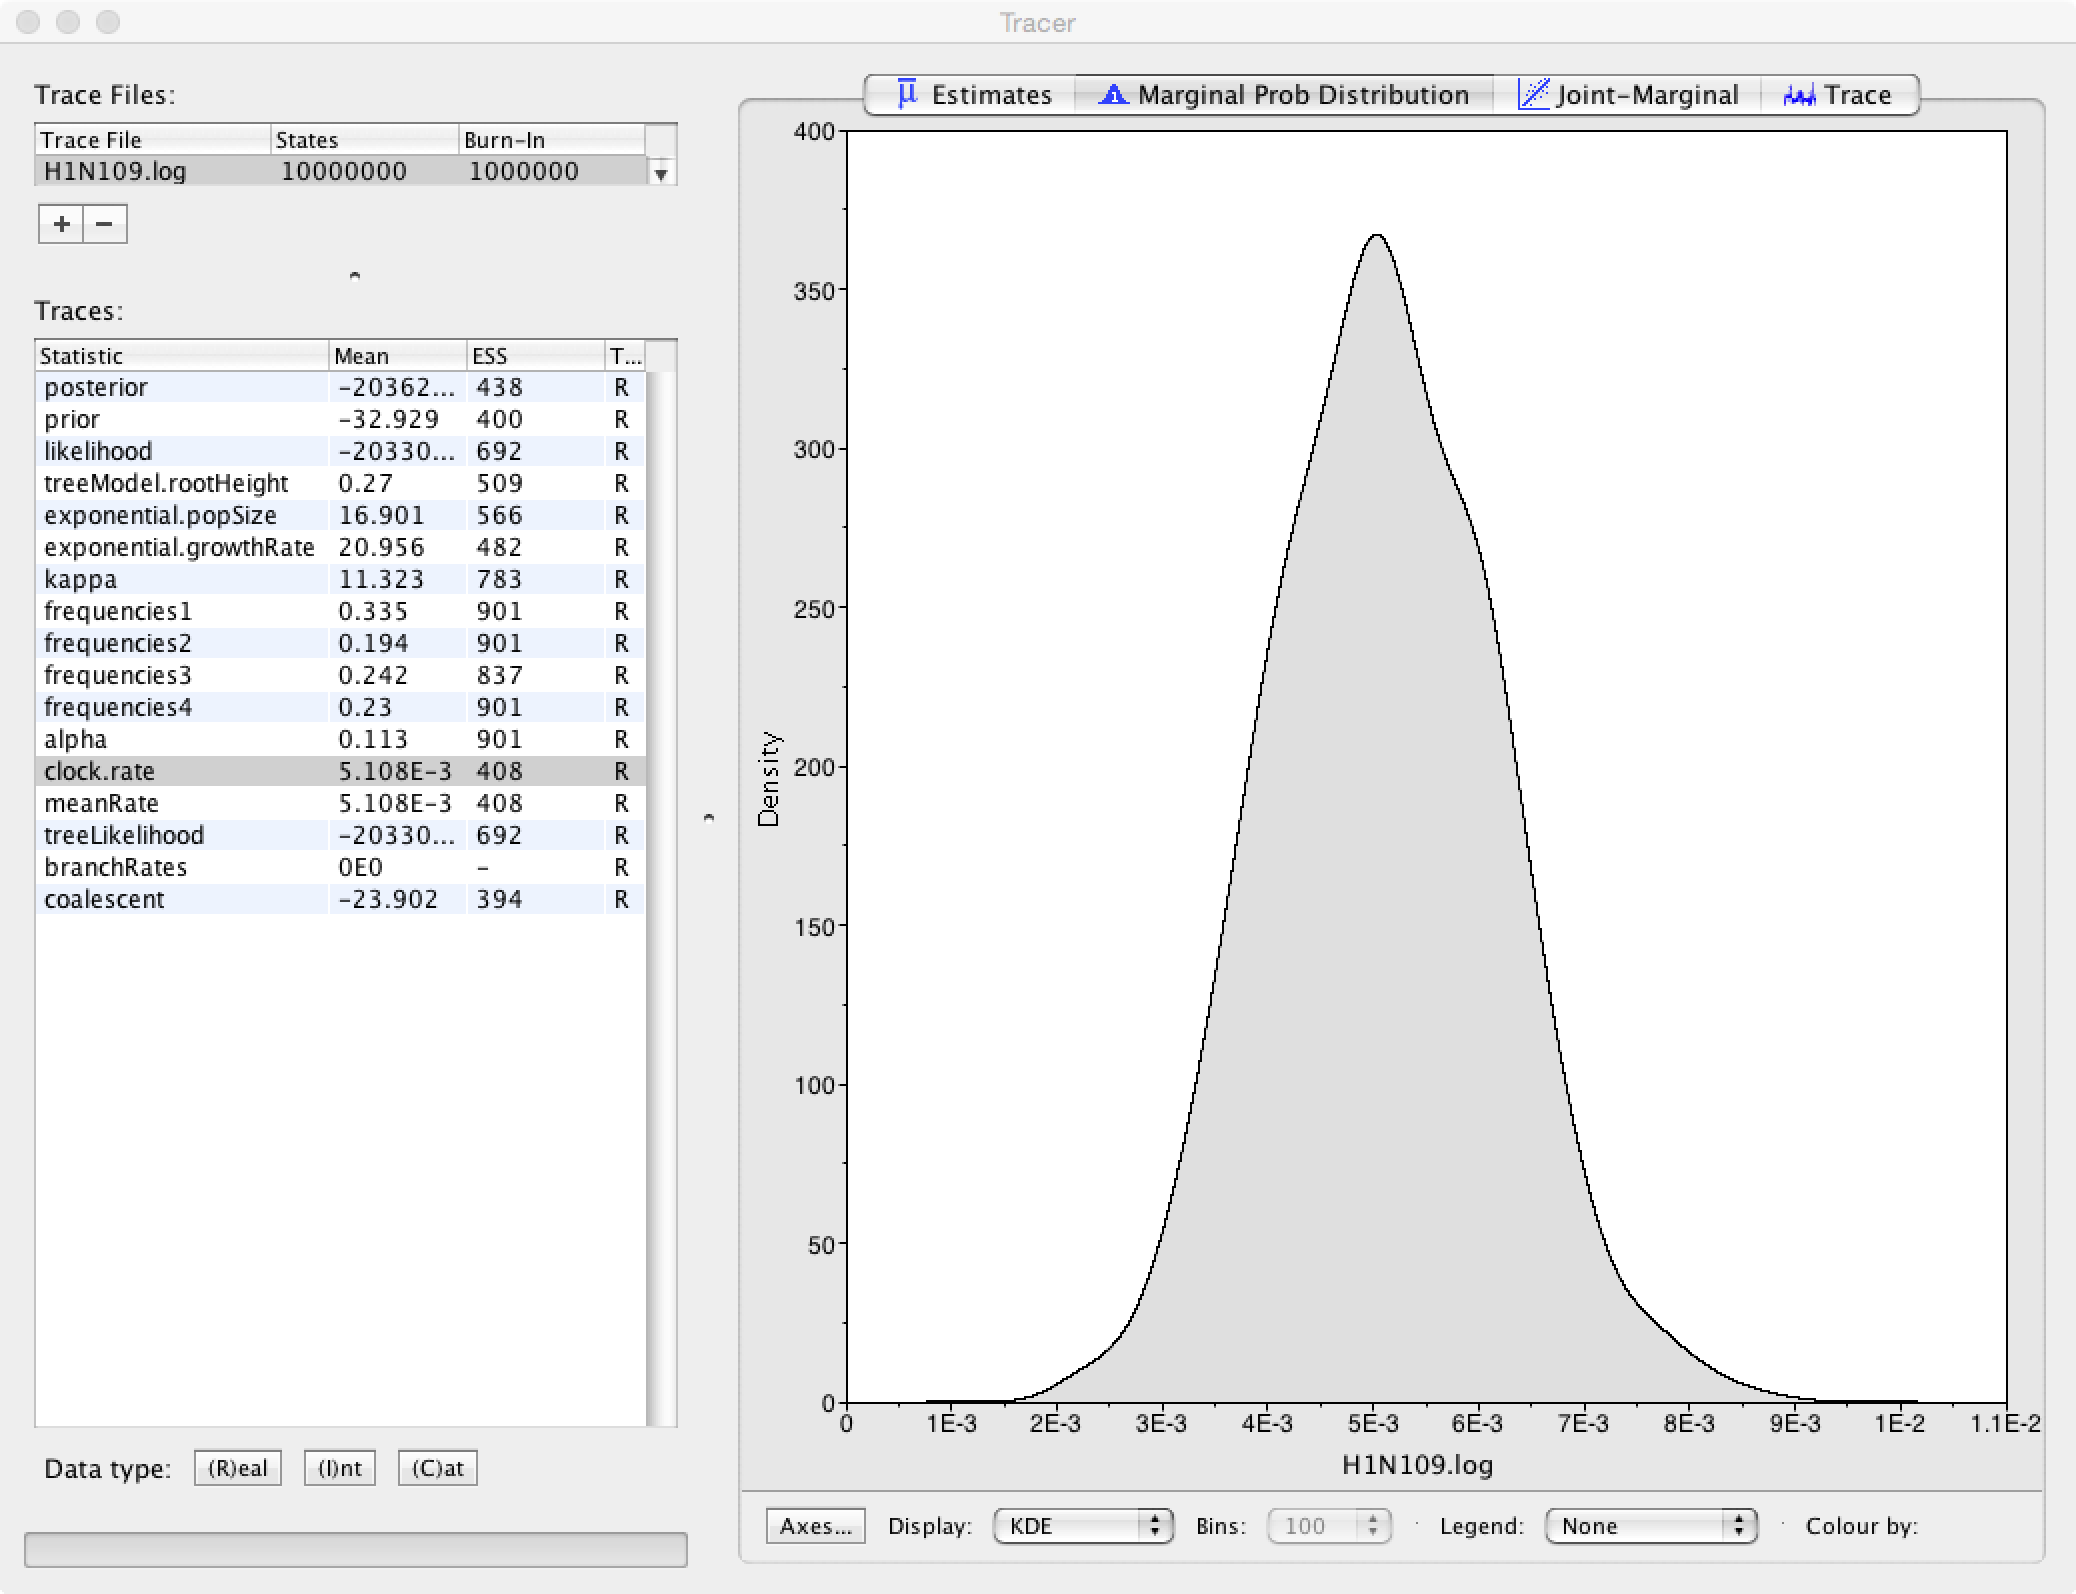 Tracer
Trace Files:
Trace File States Burn-In
H1N109.log 10000000 1000000
+ −
Traces:
Statistic Mean ESS T...
posterior -20362... 438 R
prior -32.929 400 R
likelihood -20330... 692 R
treeModel.rootHeight 0.27 509 R
exponential.popSize 16.901 566 R
exponential.growthRate 20.956 482 R
kappa 11.323 783 R
frequencies1 0.335 901 R
frequencies2 0.194 901 R
frequencies3 0.242 837 R
frequencies4 0.23 901 R
alpha 0.113 901 R
clock.rate 5.108E-3 408 R
meanRate 5.108E-3 408 R
treeLikelihood -20330... 692 R
branchRates 0E0 - R
coalescent -23.902 394 R
Data type: (R)eal (I)nt (C)at
μ Estimates Marginal Prob Distribution Joint-Marginal Trace
400
350
300
250
200
150
100
50
0
Density
0 1E-3 2E-3 3E-3 4E-3 5E-3 6E-3 7E-3 8E-3 9E-3 1E-2 1.1E-2
H1N109.log
Axes... Display: KDE Bins: 100 Legend: None Colour by: